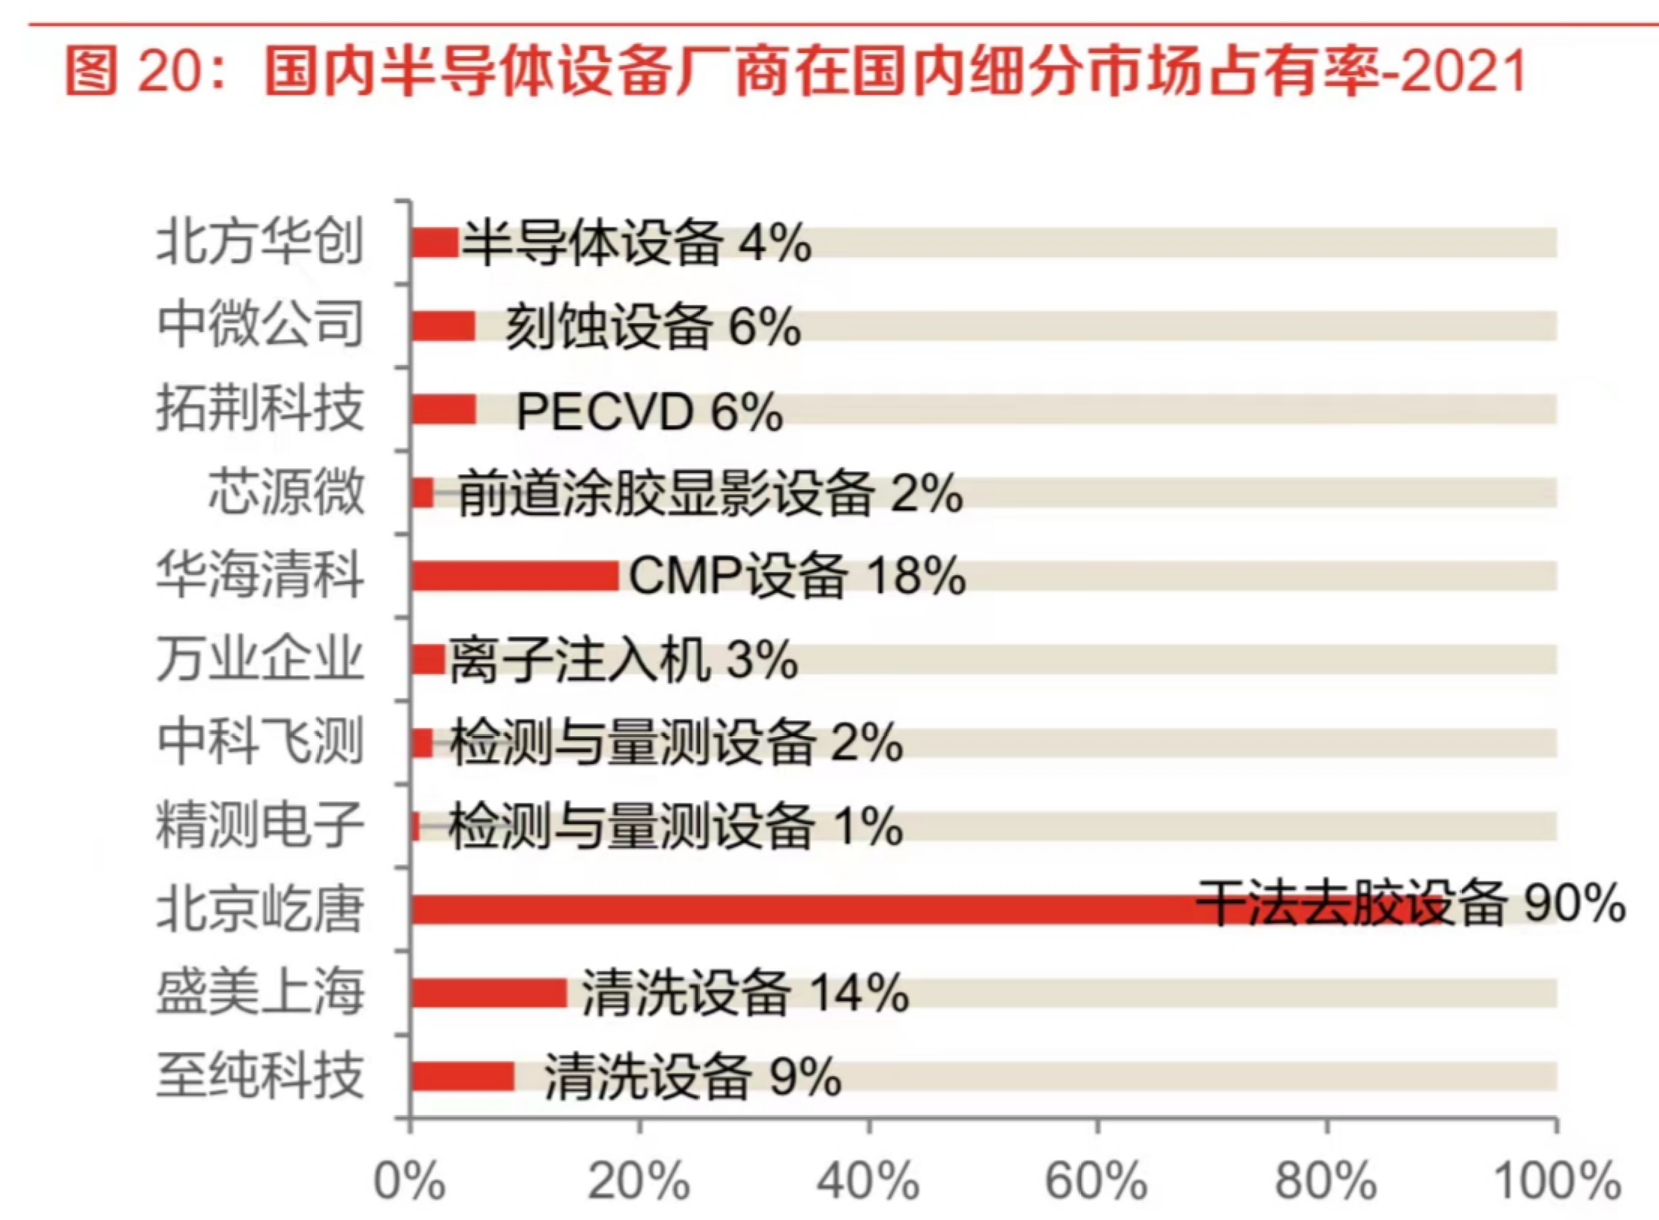 图 20：国内半导体设备厂商在国内细分市场占有率-2021
北方华创 半导体设备 4%
中微公司 刻蚀设备 6%
拓荆科技 PECVD 6%
芯源微 前道涂胶显影设备 2%
华海清科 CMP设备 18%
万业企业 离子注入机 3%
中科飞测 检测与量测设备 2%
精测电子 检测与量测设备 1%
北京屹唐 干法去胶设备 90%
盛美上海 清洗设备 14%
至纯科技 清洗设备 9%
0% 20% 40% 60% 80% 100%